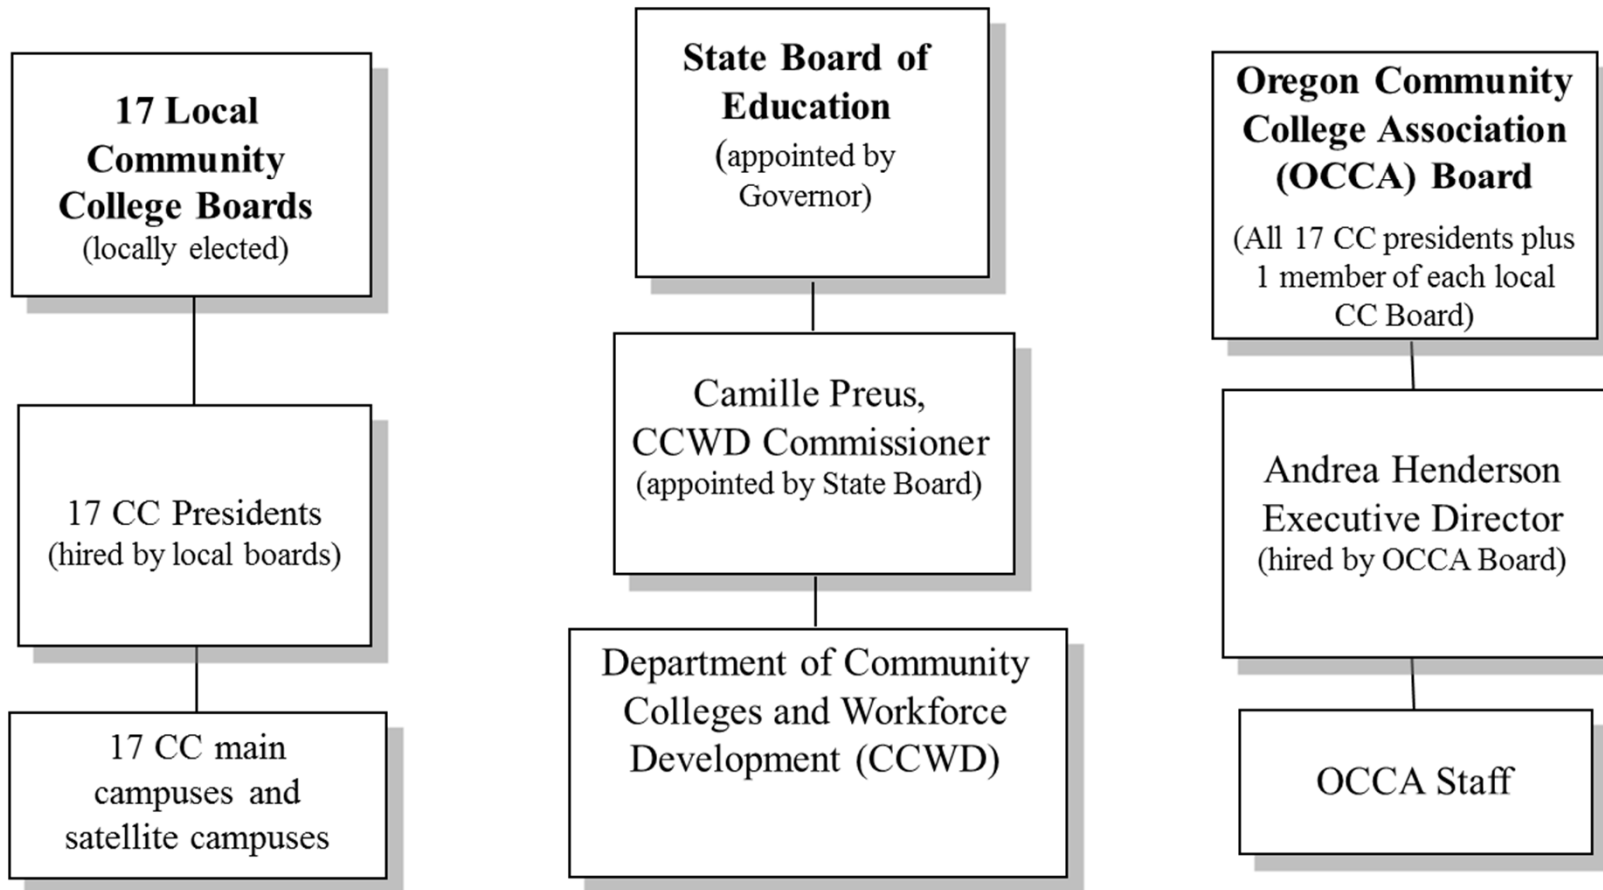 17 Local
Community
College Boards
(locally elected)
17 CC Presidents
(hired by local boards)
17 CC main
campuses and
satellite campuses
State Board of
Education
(appointed by
Governor)
Camille Preus,
CCWD Commissioner
(appointed by State Board)
Department of Community
Colleges and Workforce
Development (CCWD)
Oregon Community
College Association
(OCCA) Board
(All 17 CC presidents plus
1 member of each local
CC Board)
Andrea Henderson
Executive Director
(hired by OCCA Board)
OCCA Staff